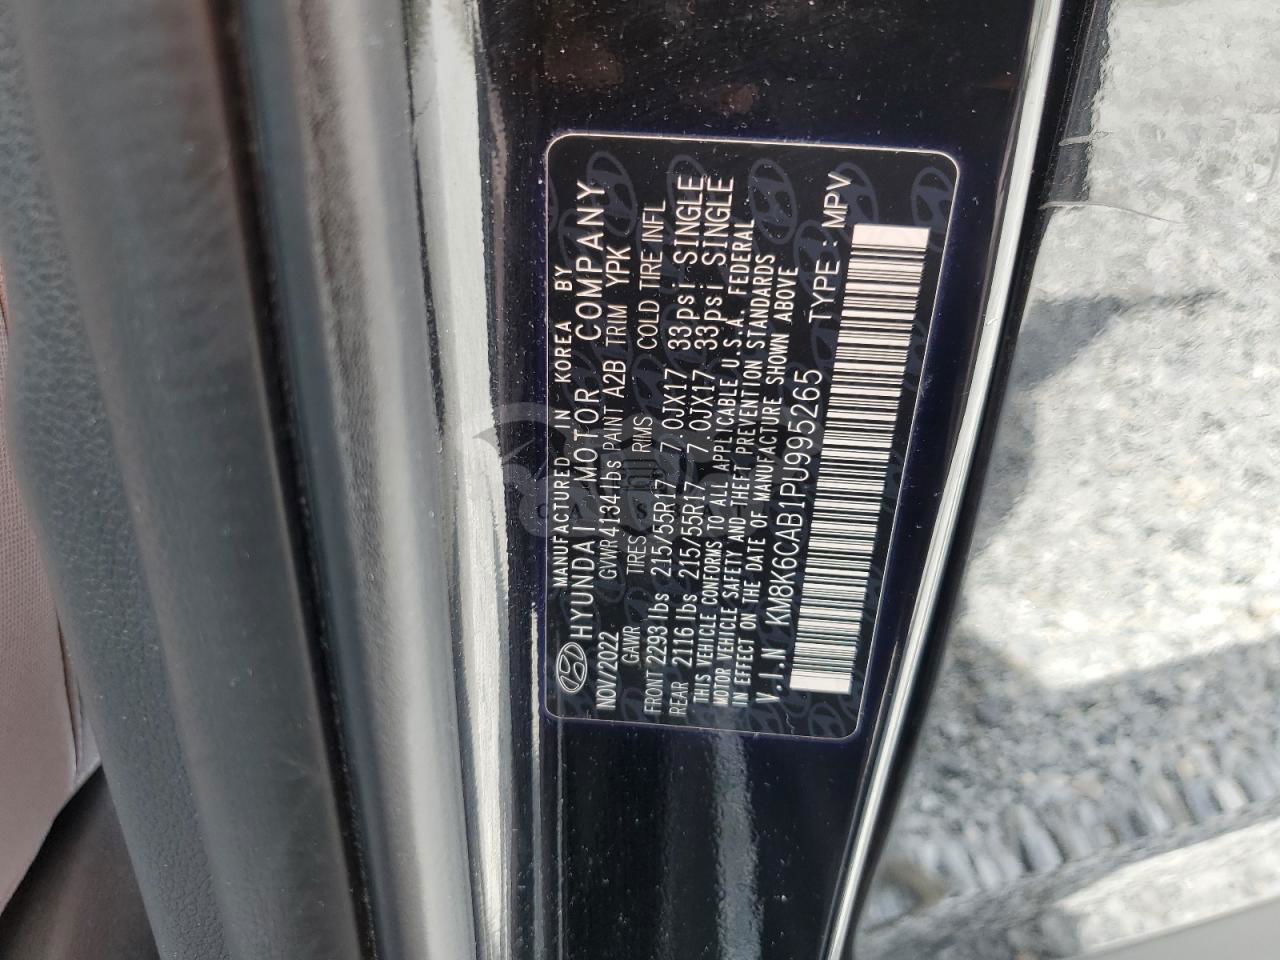 MANUFACTURED IN KOREA BY
HYUNDAI MOTOR COMPANY
NOV/2022 GVWR 4134 lbs PAINT A2B TRIM YPK
GAWR TIRES RIMS COLD TIRE INFL
FRONT 2293 lbs 215/55R17 7.0JX17 33psi SINGLE
REAR 2116 lbs 215/55R17 7.0JX17 33psi SINGLE
THIS VEHICLE CONFORMS TO ALL APPLICABLE U.S.A. FEDERAL
MOTOR VEHICLE SAFETY AND THEFT PREVENTION STANDARDS
IN EFFECT ON THE DATE OF MANUFACTURE SHOWN ABOVE
V.I.N KM8K6CAB1PU995265 TYPE : MPV